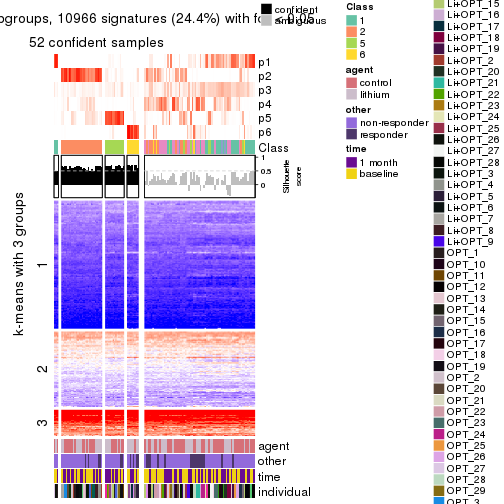 ogroups, 10966 signatures (24.4%) with
52 confident samples
confident
ambiguous
p1
p2
p3
p4
p5
p6
Class
1
0.5
0
Silhouette
score
k-means with 3 groups
1
2
3
agent
other
time
individual
Class
1
2
5
6
agent
control
lithium
other
non-responder
responder
time
1 month
baseline
Li+OPT_15
Li+OPT_16
Li+OPT_17
Li+OPT_18
Li+OPT_19
Li+OPT_2
Li+OPT_20
Li+OPT_21
Li+OPT_22
Li+OPT_23
Li+OPT_24
Li+OPT_25
Li+OPT_26
Li+OPT_27
Li+OPT_28
Li+OPT_3
Li+OPT_4
Li+OPT_5
Li+OPT_6
Li+OPT_7
Li+OPT_8
Li+OPT_9
OPT_1
OPT_10
OPT_11
OPT_12
OPT_13
OPT_14
OPT_15
OPT_16
OPT_17
OPT_18
OPT_19
OPT_2
OPT_20
OPT_21
OPT_22
OPT_23
OPT_24
OPT_25
OPT_26
OPT_27
OPT_28
OPT_29
OPT_3